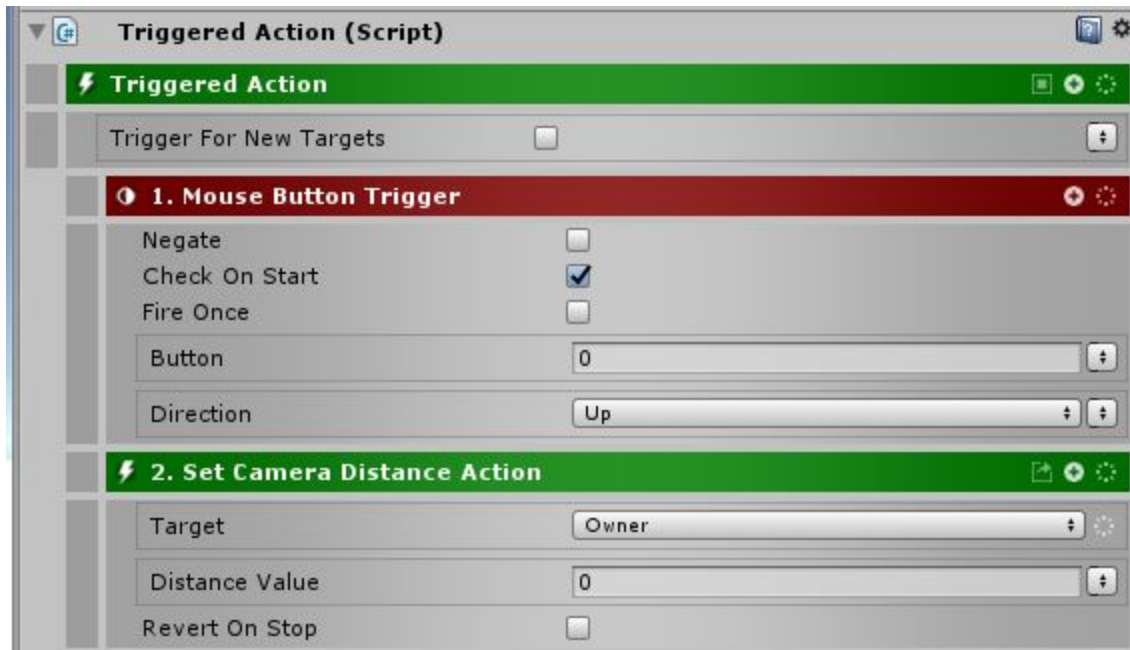 Triggered Action (Script)
Triggered Action
Trigger For New Targets
1. Mouse Button Trigger
Negate
Check On Start
Fire Once
Button 0
Direction Up
2. Set Camera Distance Action
Target Owner
Distance Value 0
Revert On Stop